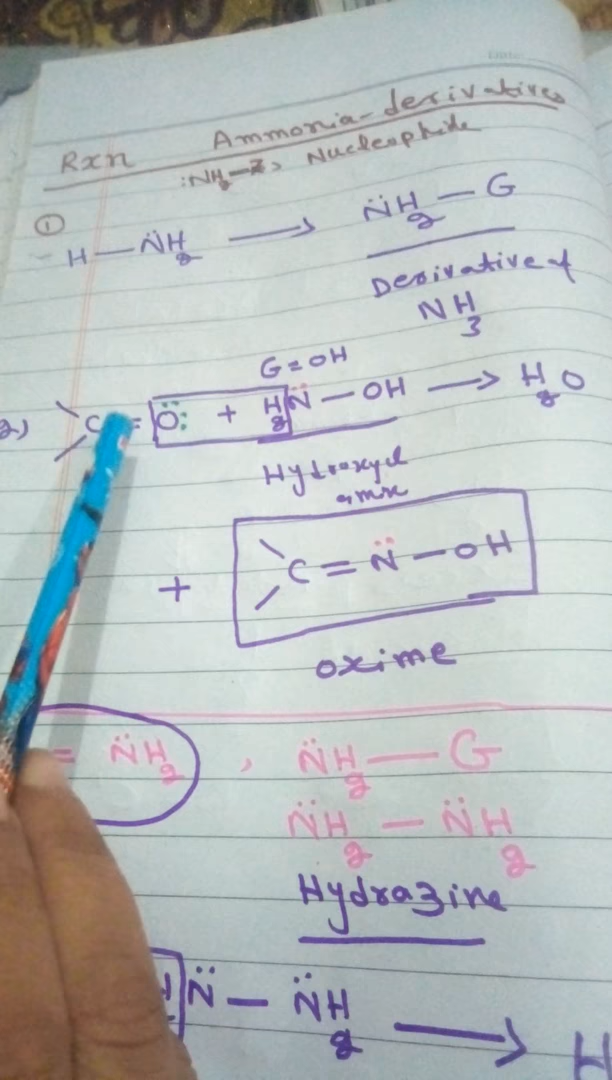 Rxn Ammonia-derivatives
:NH2-Z > Nucleophile
①
H—N̈H2 ⟶ N̈H2—G
Derivative of
NH3
G=OH
2) C=Ö: + H2N̈—OH ⟶ H2O
Hydroxyl
amine
+ C=N̈—OH
oxime
= N̈H2 , N̈H2—G
N̈H2—N̈H2
Hydrazine
N̈—N̈H2 ⟶ H